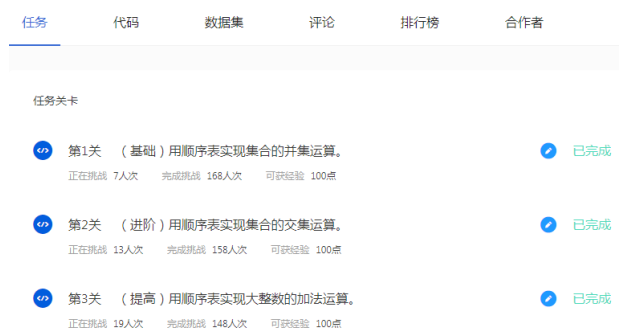 任务 代码 数据集 评论 排行榜 合作者
任务关卡
第1关 （基础）用顺序表实现集合的并集运算。 已完成
正在挑战 7人次 完成挑战 168人次 可获经验 100点
第2关 （进阶）用顺序表实现集合的交集运算。 已完成
正在挑战 13人次 完成挑战 158人次 可获经验 100点
第3关 （提高）用顺序表实现大整数的加法运算。 已完成
正在挑战 19人次 完成挑战 148人次 可获经验 100点